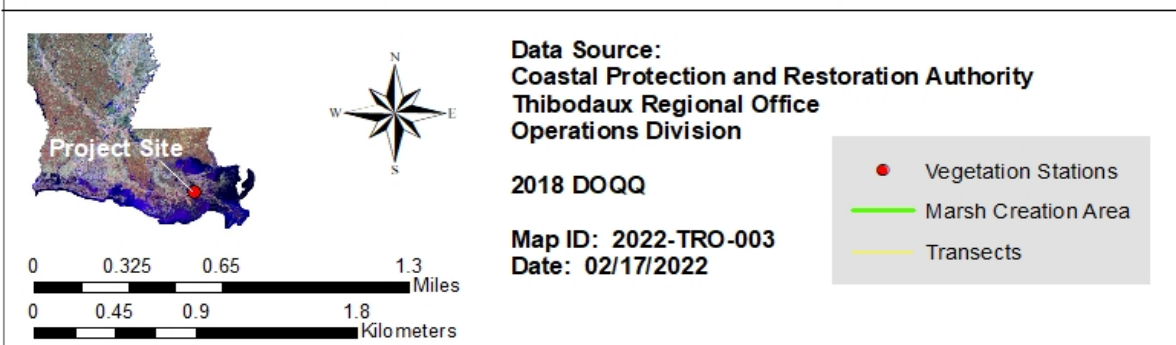 Project Site
N
W
E
S
0 0.325 0.65 1.3
Miles
0 0.45 0.9 1.8
Kilometers
Data Source:
Coastal Protection and Restoration Authority
Thibodaux Regional Office
Operations Division
2018 DOQQ
Map ID: 2022-TRO-003
Date: 02/17/2022
Vegetation Stations
Marsh Creation Area
Transects